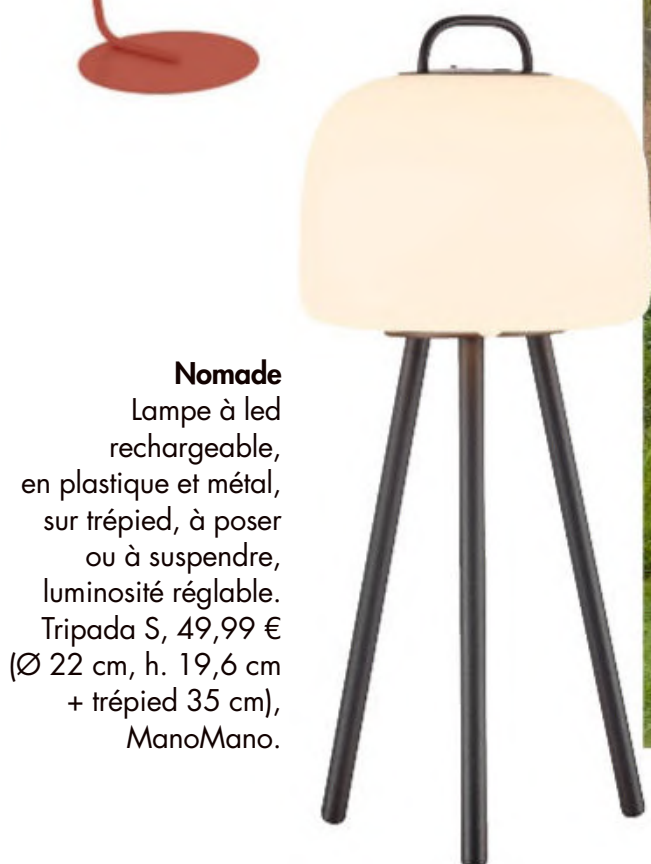 Nomade
Lampe à led
rechargeable,
en plastique et métal,
sur trépied, à poser
ou à suspendre,
luminosité réglable.
Tripada S, 49,99 €
(Ø 22 cm, h. 19,6 cm
+ trépied 35 cm),
ManoMano.